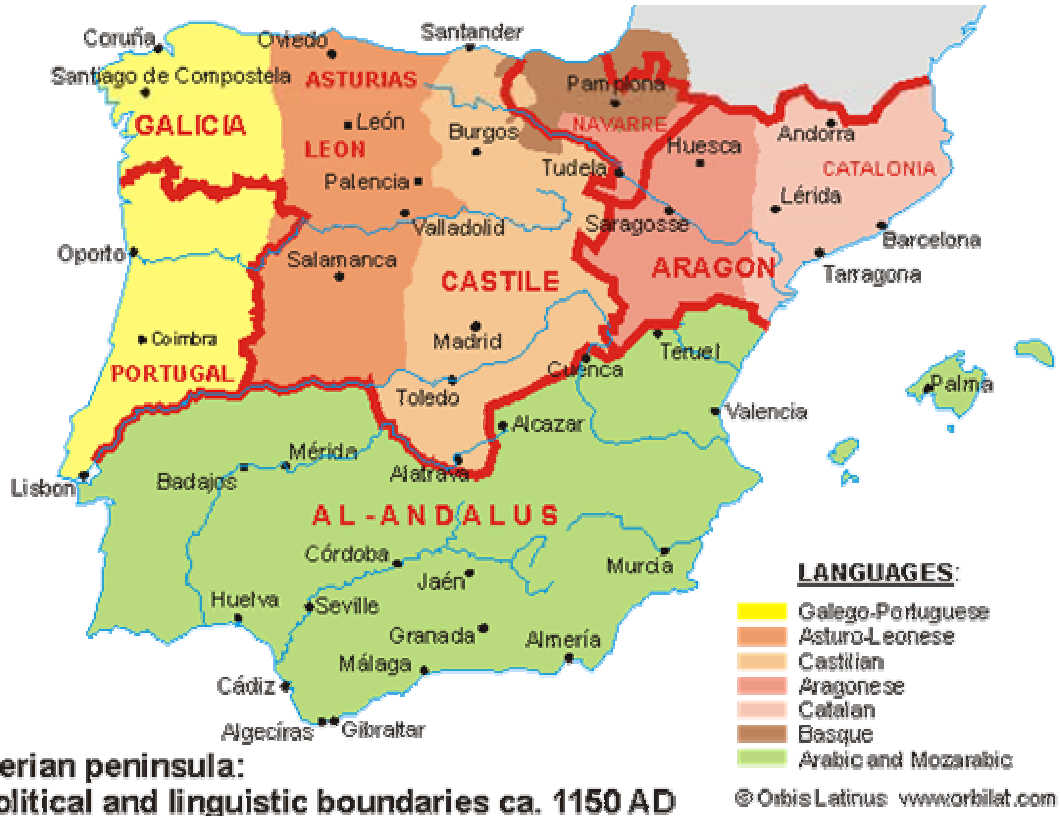 Coruña
Oviedo
Santander
Santiago de Compostela
ASTURIAS
Pamplona
GALICIA
León
Burgos
NAVARRE
Andorra
LEON
Huesca
Tudela
CATALONIA
Palencia
Lérida
Valladolid
Saragosse
Barcelona
Oporto
Salamanca
CASTILE
ARAGON
Tarragona
Coimbra
Madrid
Teruel
PORTUGAL
Cuenca
Palma
Toledo
Valencia
Alcazar
Mérida
Alatrava
Badajos
Lisbon
AL-ANDALUS
Córdoba
Murcia
Jaén
Huelva
Seville
Granada
Almería
Málaga
Cádiz
Algeciras
Gibraltar
LANGUAGES:
Galego-Portuguese
Asturo-Leonese
Castilian
Aragonese
Catalan
Basque
Arabic and Mozarabic
erian peninsula:
olitical and linguistic boundaries ca. 1150 AD
© Orbis Latinus www.orbilat.com